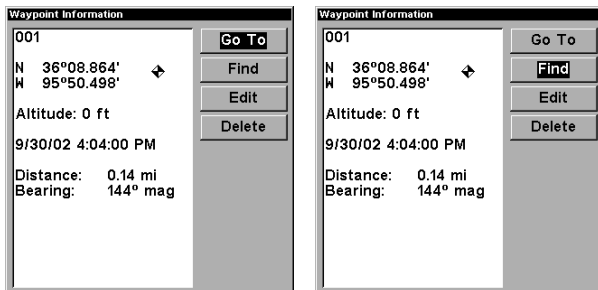 Waypoint Information
001
N 36°08.864'
W 95°50.498'
Altitude: 0 ft
9/30/02 4:04:00 PM
Distance: 0.14 mi
Bearing: 144° mag
Go To
Find
Edit
Delete
Waypoint Information
001
N 36°08.864'
W 95°50.498'
Altitude: 0 ft
9/30/02 4:04:00 PM
Distance: 0.14 mi
Bearing: 144° mag
Go To
Find
Edit
Delete